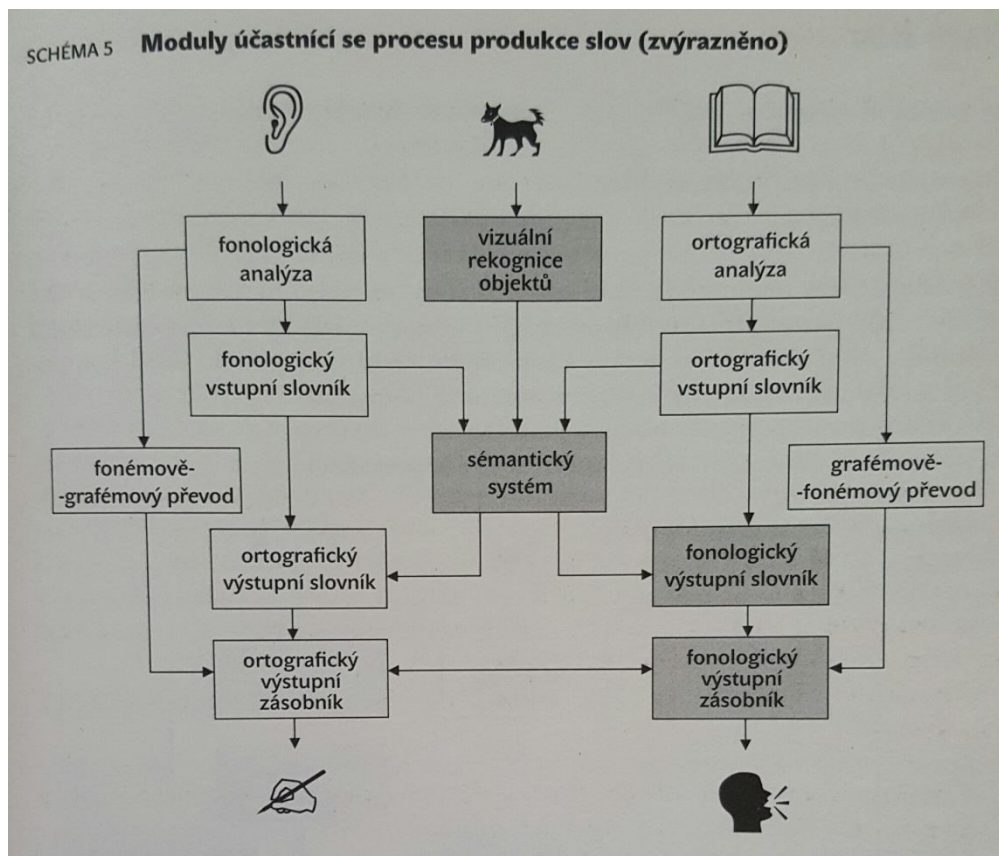 SCHÉMA 5 Moduly účastnící se procesu produkce slov (zvýrazněno)
fonologická
analýza
vizuální
rekognice
objektů
ortografická
analýza
fonologický
vstupní slovník
ortografický
vstupní slovník
fonémově-
-grafémový převod
sémantický
systém
grafémově-
-fonémový převod
ortografický
výstupní slovník
fonologický
výstupní slovník
ortografický
výstupní
zásobník
fonologický
výstupní
zásobník